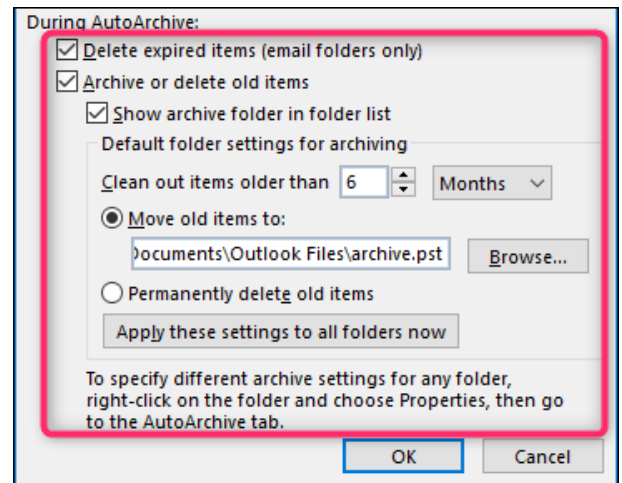 During AutoArchive:
Delete expired items (email folders only)
Archive or delete old items
Show archive folder in folder list
Default folder settings for archiving
Clean out items older than 6 Months
Move old items to:
Documents\Outlook Files\archive.pst Browse...
Permanently delete old items
Apply these settings to all folders now
To specify different archive settings for any folder,
right-click on the folder and choose Properties, then go
to the AutoArchive tab.
OK Cancel